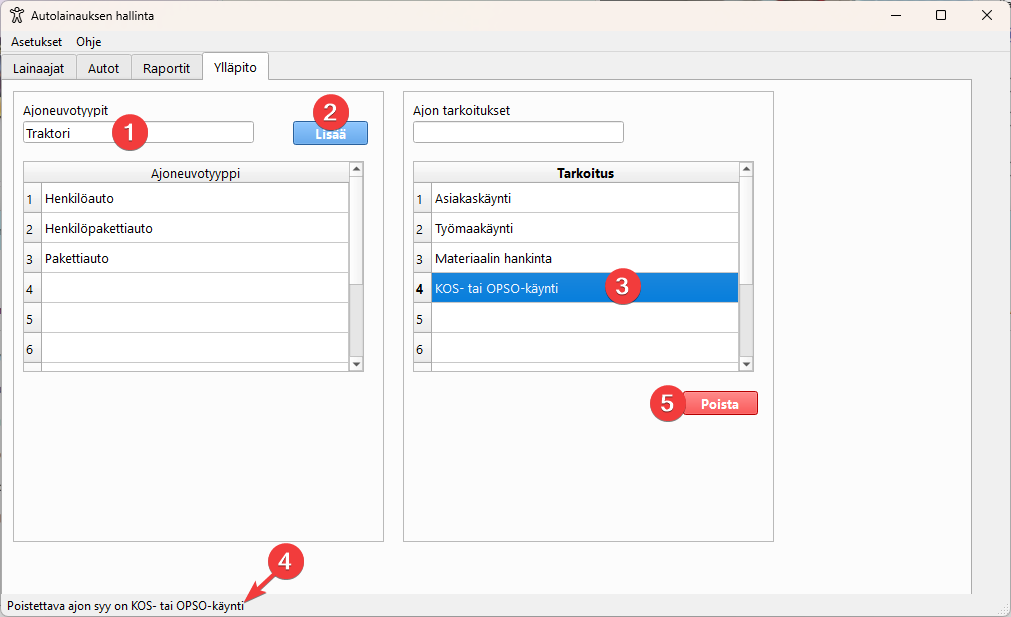 Autolainauksen hallinta
Asetukset Ohje
Lainaajat Autot Raportit Ylläpito
Ajoneuvotyypit
Traktori
1
2
Lisää
Ajoneuvotyyppi
1 Henkilöauto
2 Henkilöpakettiauto
3 Pakettiauto
4
5
6
Ajon tarkoitukset
Tarkoitus
1 Asiakaskäynti
2 Työmaakäynti
3 Materiaalin hankinta
4 KOS- tai OPSO-käynti
3
5
6
5
Poista
4
Poistettava ajon syy on KOS- tai OPSO-käynti